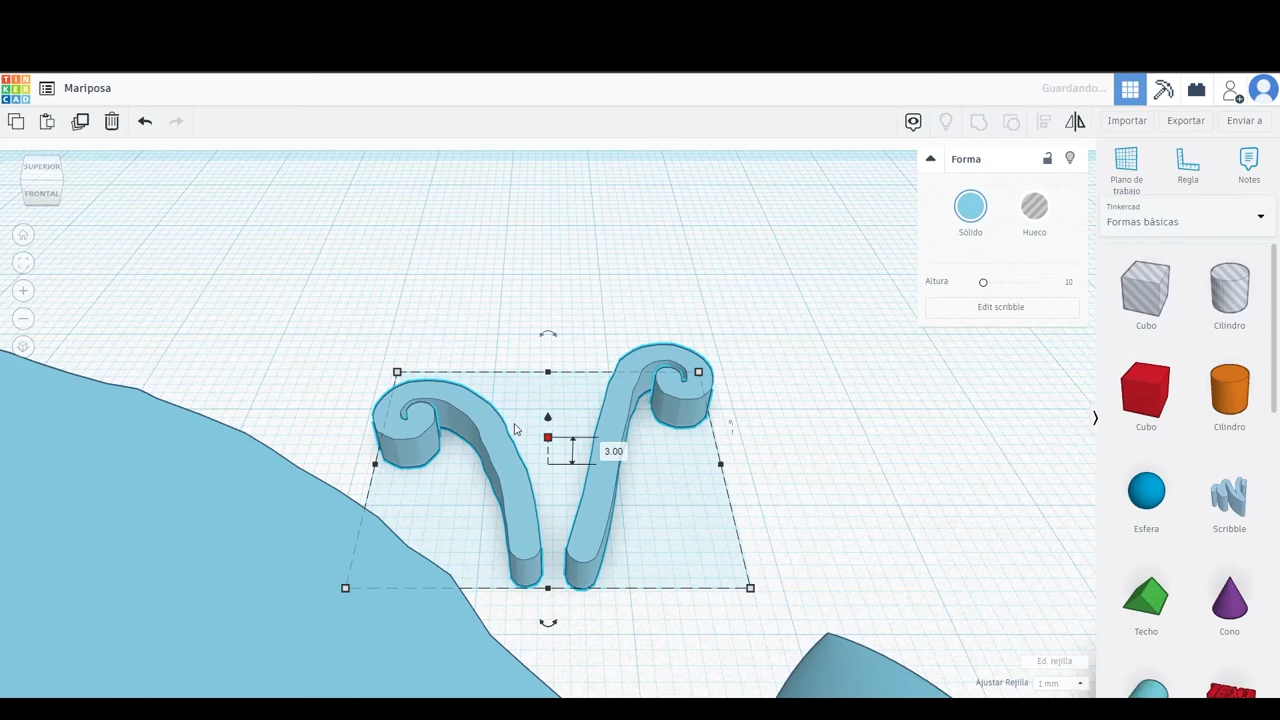 TIN
KER
CAD
Mariposa
Guardando...
Importar
Exportar
Enviar a
SUPERIOR
FRONTAL
Forma
Sólido
Hueco
Altura
10
Edit scribble
Plano de
trabajo
Regla
Notes
Tinkercad
Formas básicas
Cubo
Cilindro
Cubo
Cilindro
Esfera
Scribble
Techo
Cono
3.00
Ed. rejilla
Ajustar Rejilla
1 mm